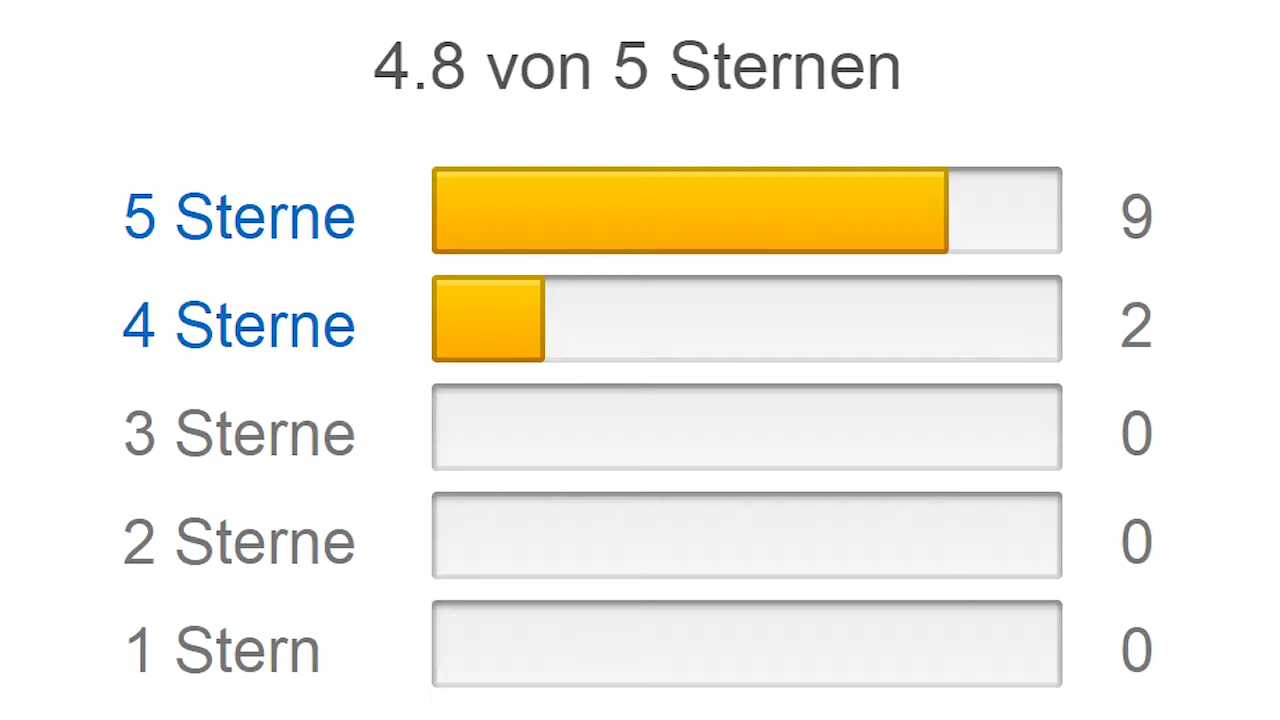 4.8 von 5 Sternen
5 Sterne 9
4 Sterne 2
3 Sterne 0
2 Sterne 0
1 Stern 0